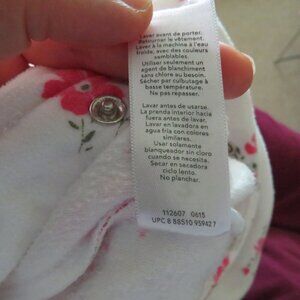 Laver avant de porter.
Retourner le vêtement.
Laver à la machine à l'eau
froide, avec des couleurs
semblables.
Utiliser seulement un
agent de blanchiment
sans chlore au besoin.
Sécher par culbutage à
basse température.
Ne pas repasser.
Lavar antes de usarse.
La prenda interior hacia
fuera antes de lavar.
Lavar en lavadora en
agua fría con colores
similares.
Usar solamente
blanqueador sin cloro
cuando se necesita.
Secar en secadora
ciclo lento.
No planchar.
112607 0615
UPC 8 88510 95942 7